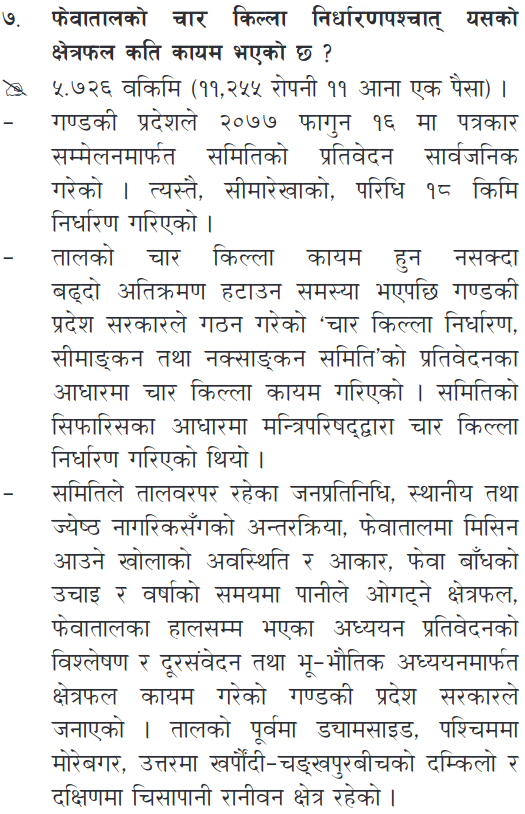 ७. फेवातालको चार किल्ला निर्धारणपश्चात् यसको
क्षेत्रफल कति कायम भएको छ ?
५.७२६ वकिमि (११,२५५ रोपनी ११ आना एक पैसा) ।
– गण्डकी प्रदेशले २०७७ फागुन १६ मा पत्रकार
सम्मेलनमार्फत समितिको प्रतिवेदन सार्वजनिक
गरेको । त्यस्तै, सीमारेखाको, परिधि १८ किमि
निर्धारण गरिएको ।
– तालको चार किल्ला कायम हुन नसक्दा
बढ्दो अतिक्रमण हटाउन समस्या भएपछि गण्डकी
प्रदेश सरकारले गठन गरेको ‘चार किल्ला निर्धारण,
सीमाङ्कन तथा नक्साङ्कन समिति’को प्रतिवेदनका
आधारमा चार किल्ला कायम गरिएको । समितिको
सिफारिसका आधारमा मन्त्रिपरिषद्द्वारा चार किल्ला
निर्धारण गरिएको थियो ।
– समितिले तालवरपर रहेका जनप्रतिनिधि, स्थानीय तथा
ज्येष्ठ नागरिकसँगको अन्तरक्रिया, फेवातालमा मिसिन
आउने खोलाको अवस्थिति र आकार, फेवा बाँधको
उचाइ र वर्षाको समयमा पानीले ओगट्ने क्षेत्रफल,
फेवातालका हालसम्म भएका अध्ययन प्रतिवेदनको
विश्लेषण र दूरसंवेदन तथा भू–भौतिक अध्ययनमार्फत
क्षेत्रफल कायम गरेको गण्डकी प्रदेश सरकारले
जनाएको । तालको पूर्वमा ड्यामसाइड, पश्चिममा
मोरेबगर, उत्तरमा खर्पौंदी–चङ्खपुरबीचको दम्किलो र
दक्षिणमा चिसापानी रानीवन क्षेत्र रहेको ।